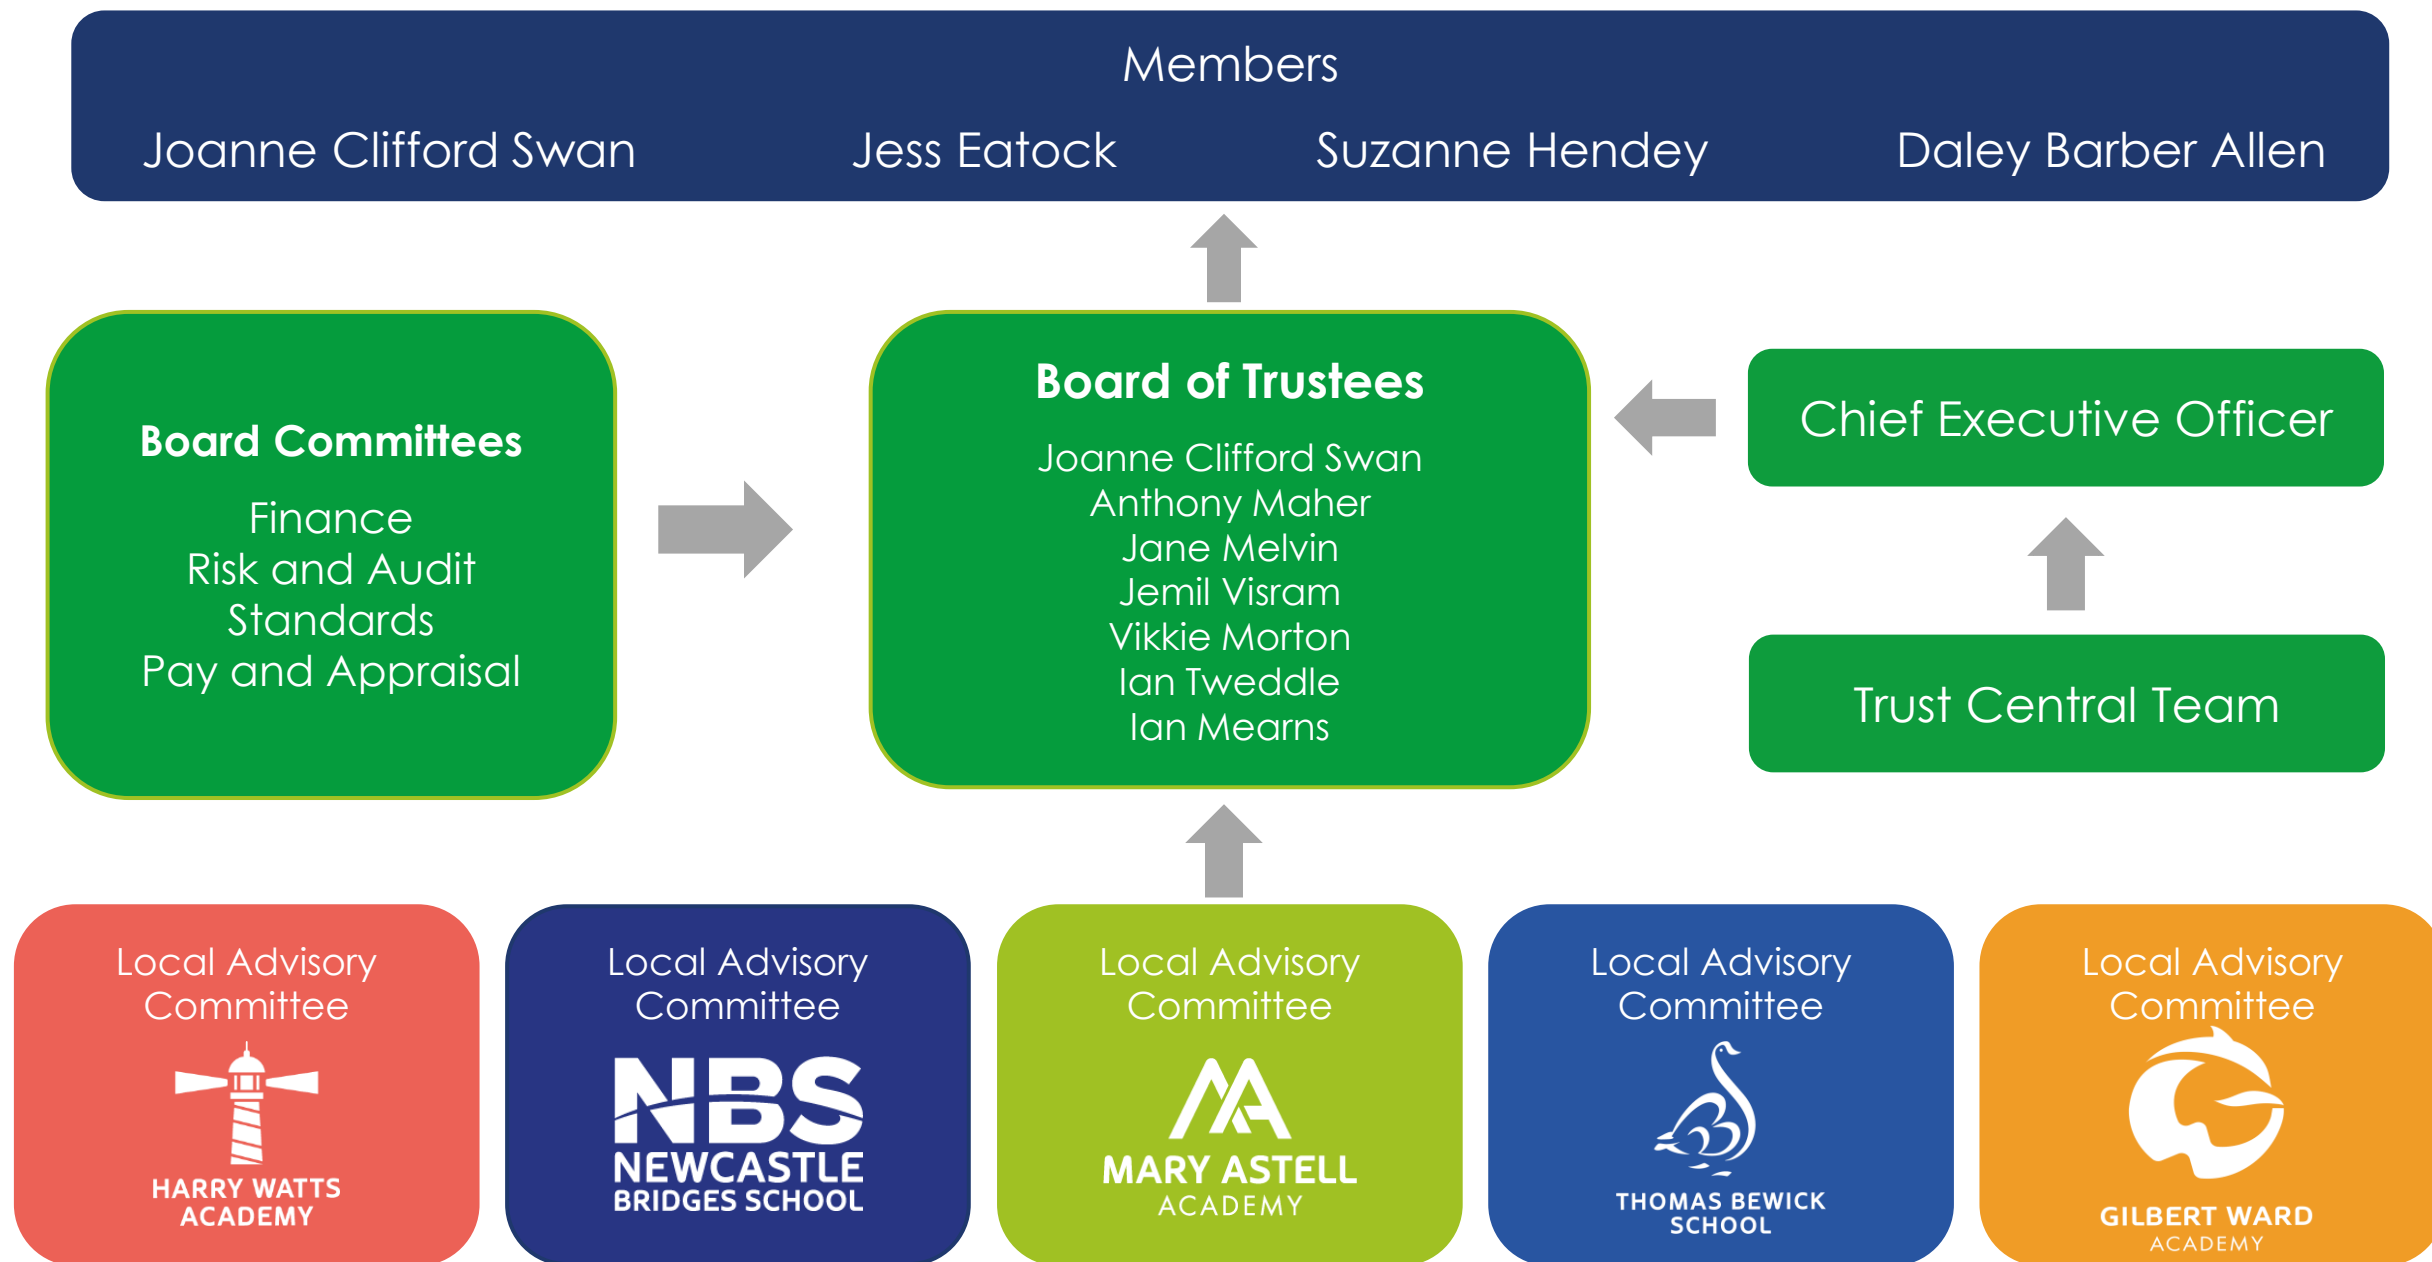 Members
Joanne Clifford Swan Jess Eatock Suzanne Hendey Daley Barber Allen
Board Committees
Finance
Risk and Audit
Standards
Pay and Appraisal
Board of Trustees
Joanne Clifford Swan
Anthony Maher
Jane Melvin
Jemil Visram
Vikkie Morton
Ian Tweddle
Ian Mearns
Chief Executive Officer
Trust Central Team
Local Advisory
Committee
HARRY WATTS
ACADEMY
Local Advisory
Committee
NBS
NEWCASTLE
BRIDGES SCHOOL
Local Advisory
Committee
MA
MARY ASTELL
ACADEMY
Local Advisory
Committee
THOMAS BEWICK
SCHOOL
Local Advisory
Committee
GILBERT WARD
ACADEMY